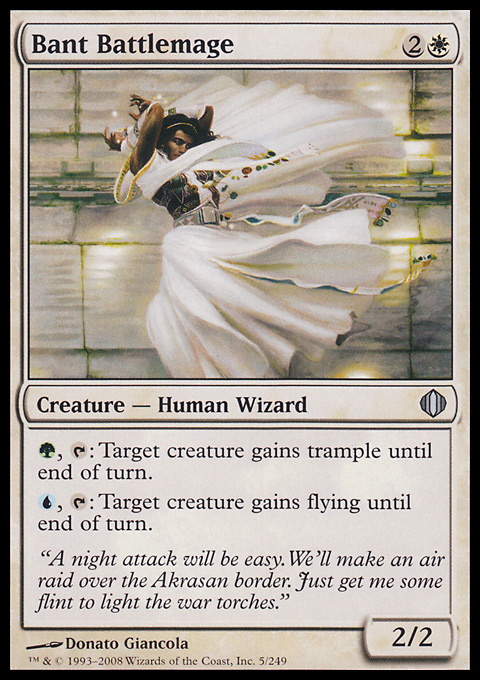 Bant Battlemage 2
Creature — Human Wizard
, : Target creature gains trample until
end of turn.
, : Target creature gains flying until
end of turn.
“A night attack will be easy. We’ll make an air
raid over the Akrasan border. Just get me some
flint to light the war torches.”
Donato Giancola
2/2
™ & © 1993–2008 Wizards of the Coast, Inc. 5/249